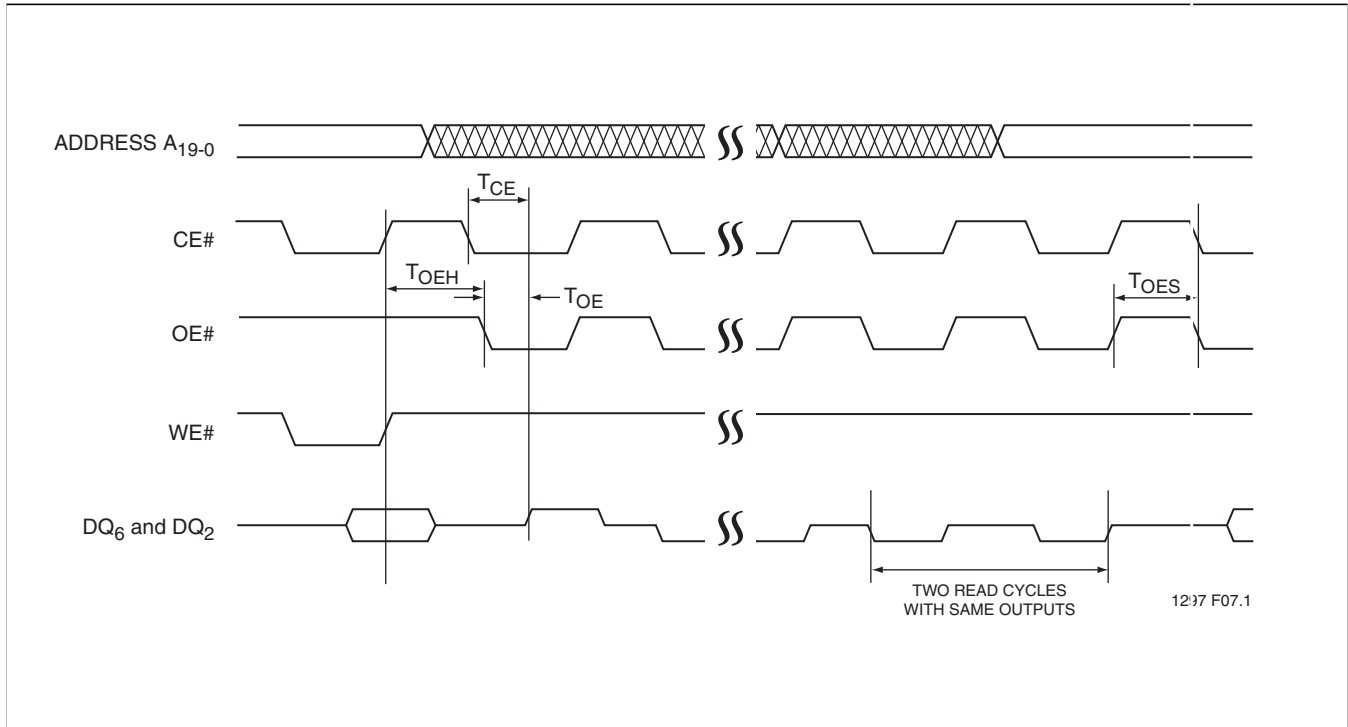 ADDRESS A19-0
TCE
CE#
TOEH
TOE
TOES
OE#
WE#
DQ6 and DQ2
TWO READ CYCLES
WITH SAME OUTPUTS
1297 F07.1